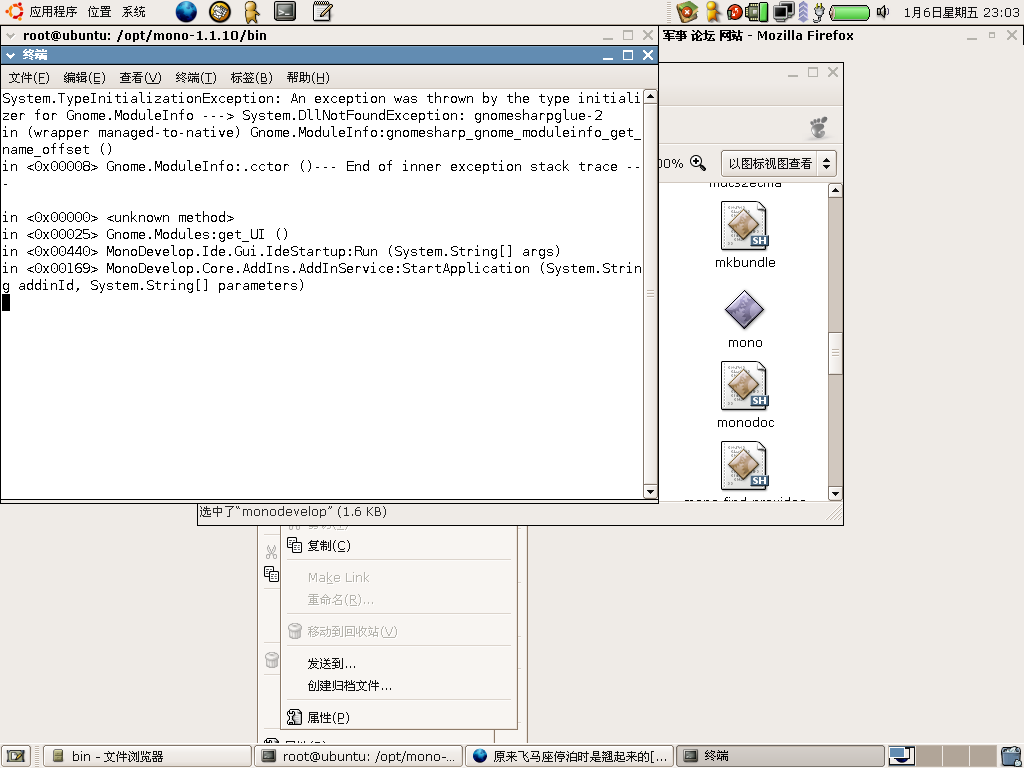 应用程序 位置 系统
1月6日星期五 23:03
root@ubuntu: /opt/mono-1.1.10/bin
军事 论坛 网站 - Mozilla Firefox
终端
文件(F) 编辑(E) 查看(V) 终端(T) 标签(B) 帮助(H)
System.TypeInitializationException: An exception was thrown by the type initiali
zer for Gnome.ModuleInfo ---> System.DllNotFoundException: gnomesharpglue-2
in (wrapper managed-to-native) Gnome.ModuleInfo:gnomesharp_gnome_moduleinfo_get_
name_offset ()
in <0x00008> Gnome.ModuleInfo:.cctor ()--- End of inner exception stack trace --
-
in <0x00000> <unknown method>
in <0x00025> Gnome.Modules:get_UI ()
in <0x00440> MonoDevelop.Ide.Gui.IdeStartup:Run (System.String[] args)
in <0x00169> MonoDevelop.Core.AddIns.AddInService:StartApplication (System.Strin
g addinId, System.String[] parameters)
00%
以图标视图查看
SH
mkbundle
mono
SH
monodoc
SH
选中了“monodevelop” (1.6 KB)
复制(C)
Make Link
重命名(R)...
移动到回收站(V)
发送到...
创建归档文件...
属性(P)
bin - 文件浏览器
root@ubuntu: /opt/mono-...
原来飞马座停泊时是翘起来的[...
终端